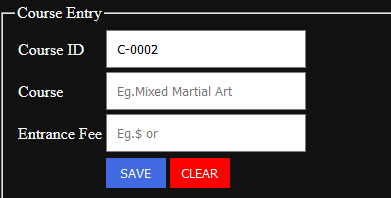 Course Entry
Course ID C-0002
Course Eg.Mixed Martial Art
Entrance Fee Eg.$ or
SAVE CLEAR